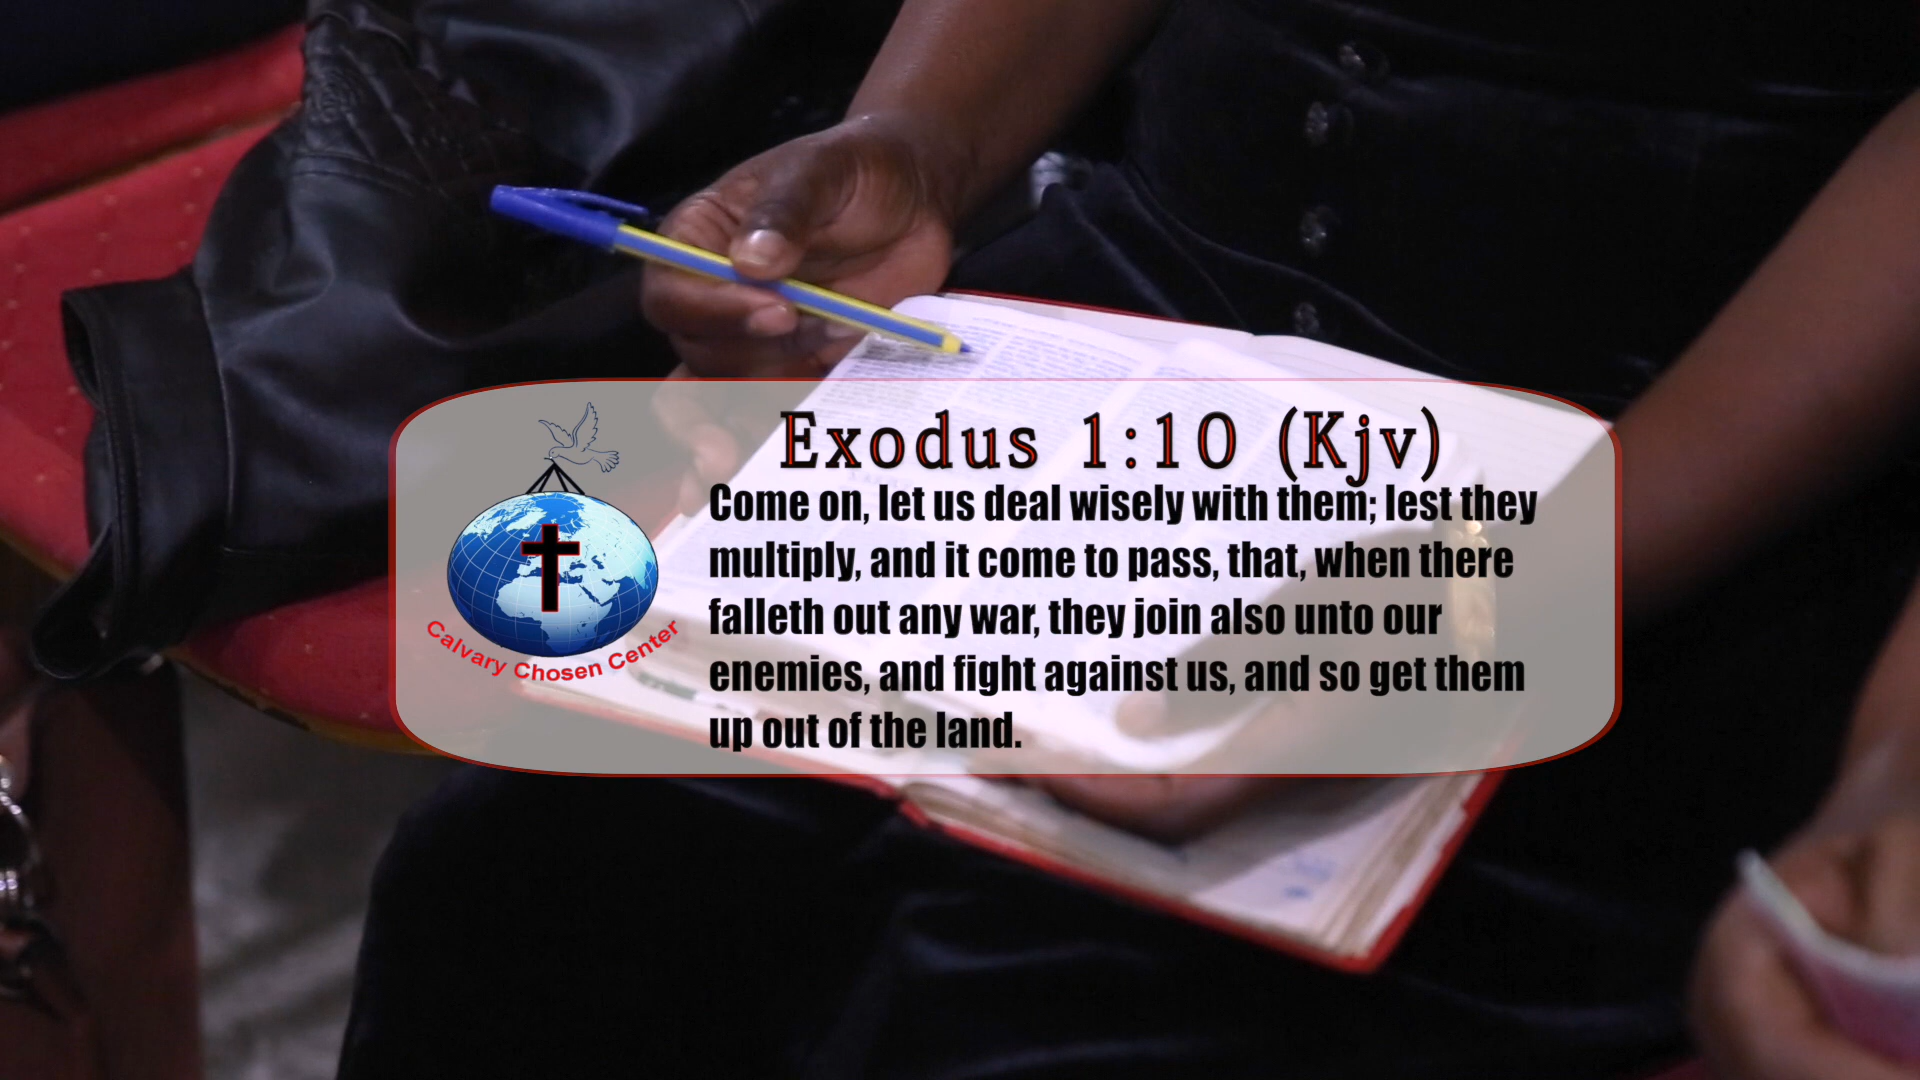 Exodus 1:10 (Kjv)
Come on, let us deal wisely with them; lest they
multiply, and it come to pass, that, when there
falleth out any war, they join also unto our
enemies, and fight against us, and so get them
up out of the land.
Calvary Chosen Center